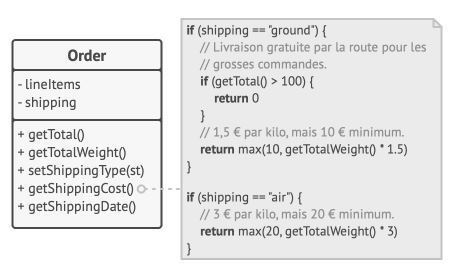 Order
- lineItems
- shipping
+ getTotal()
+ getTotalWeight()
+ setShippingType(st)
+ getShippingCost()
+ getShippingDate()
if (shipping == "ground") {
// Livraison gratuite par la route pour les
// grosses commandes.
if (getTotal() > 100) {
return 0
}
// 1,5 € par kilo, mais 10 € minimum.
return max(10, getTotalWeight() * 1.5)
}
if (shipping == "air") {
// 3 € par kilo, mais 20 € minimum.
return max(20, getTotalWeight() * 3)
}